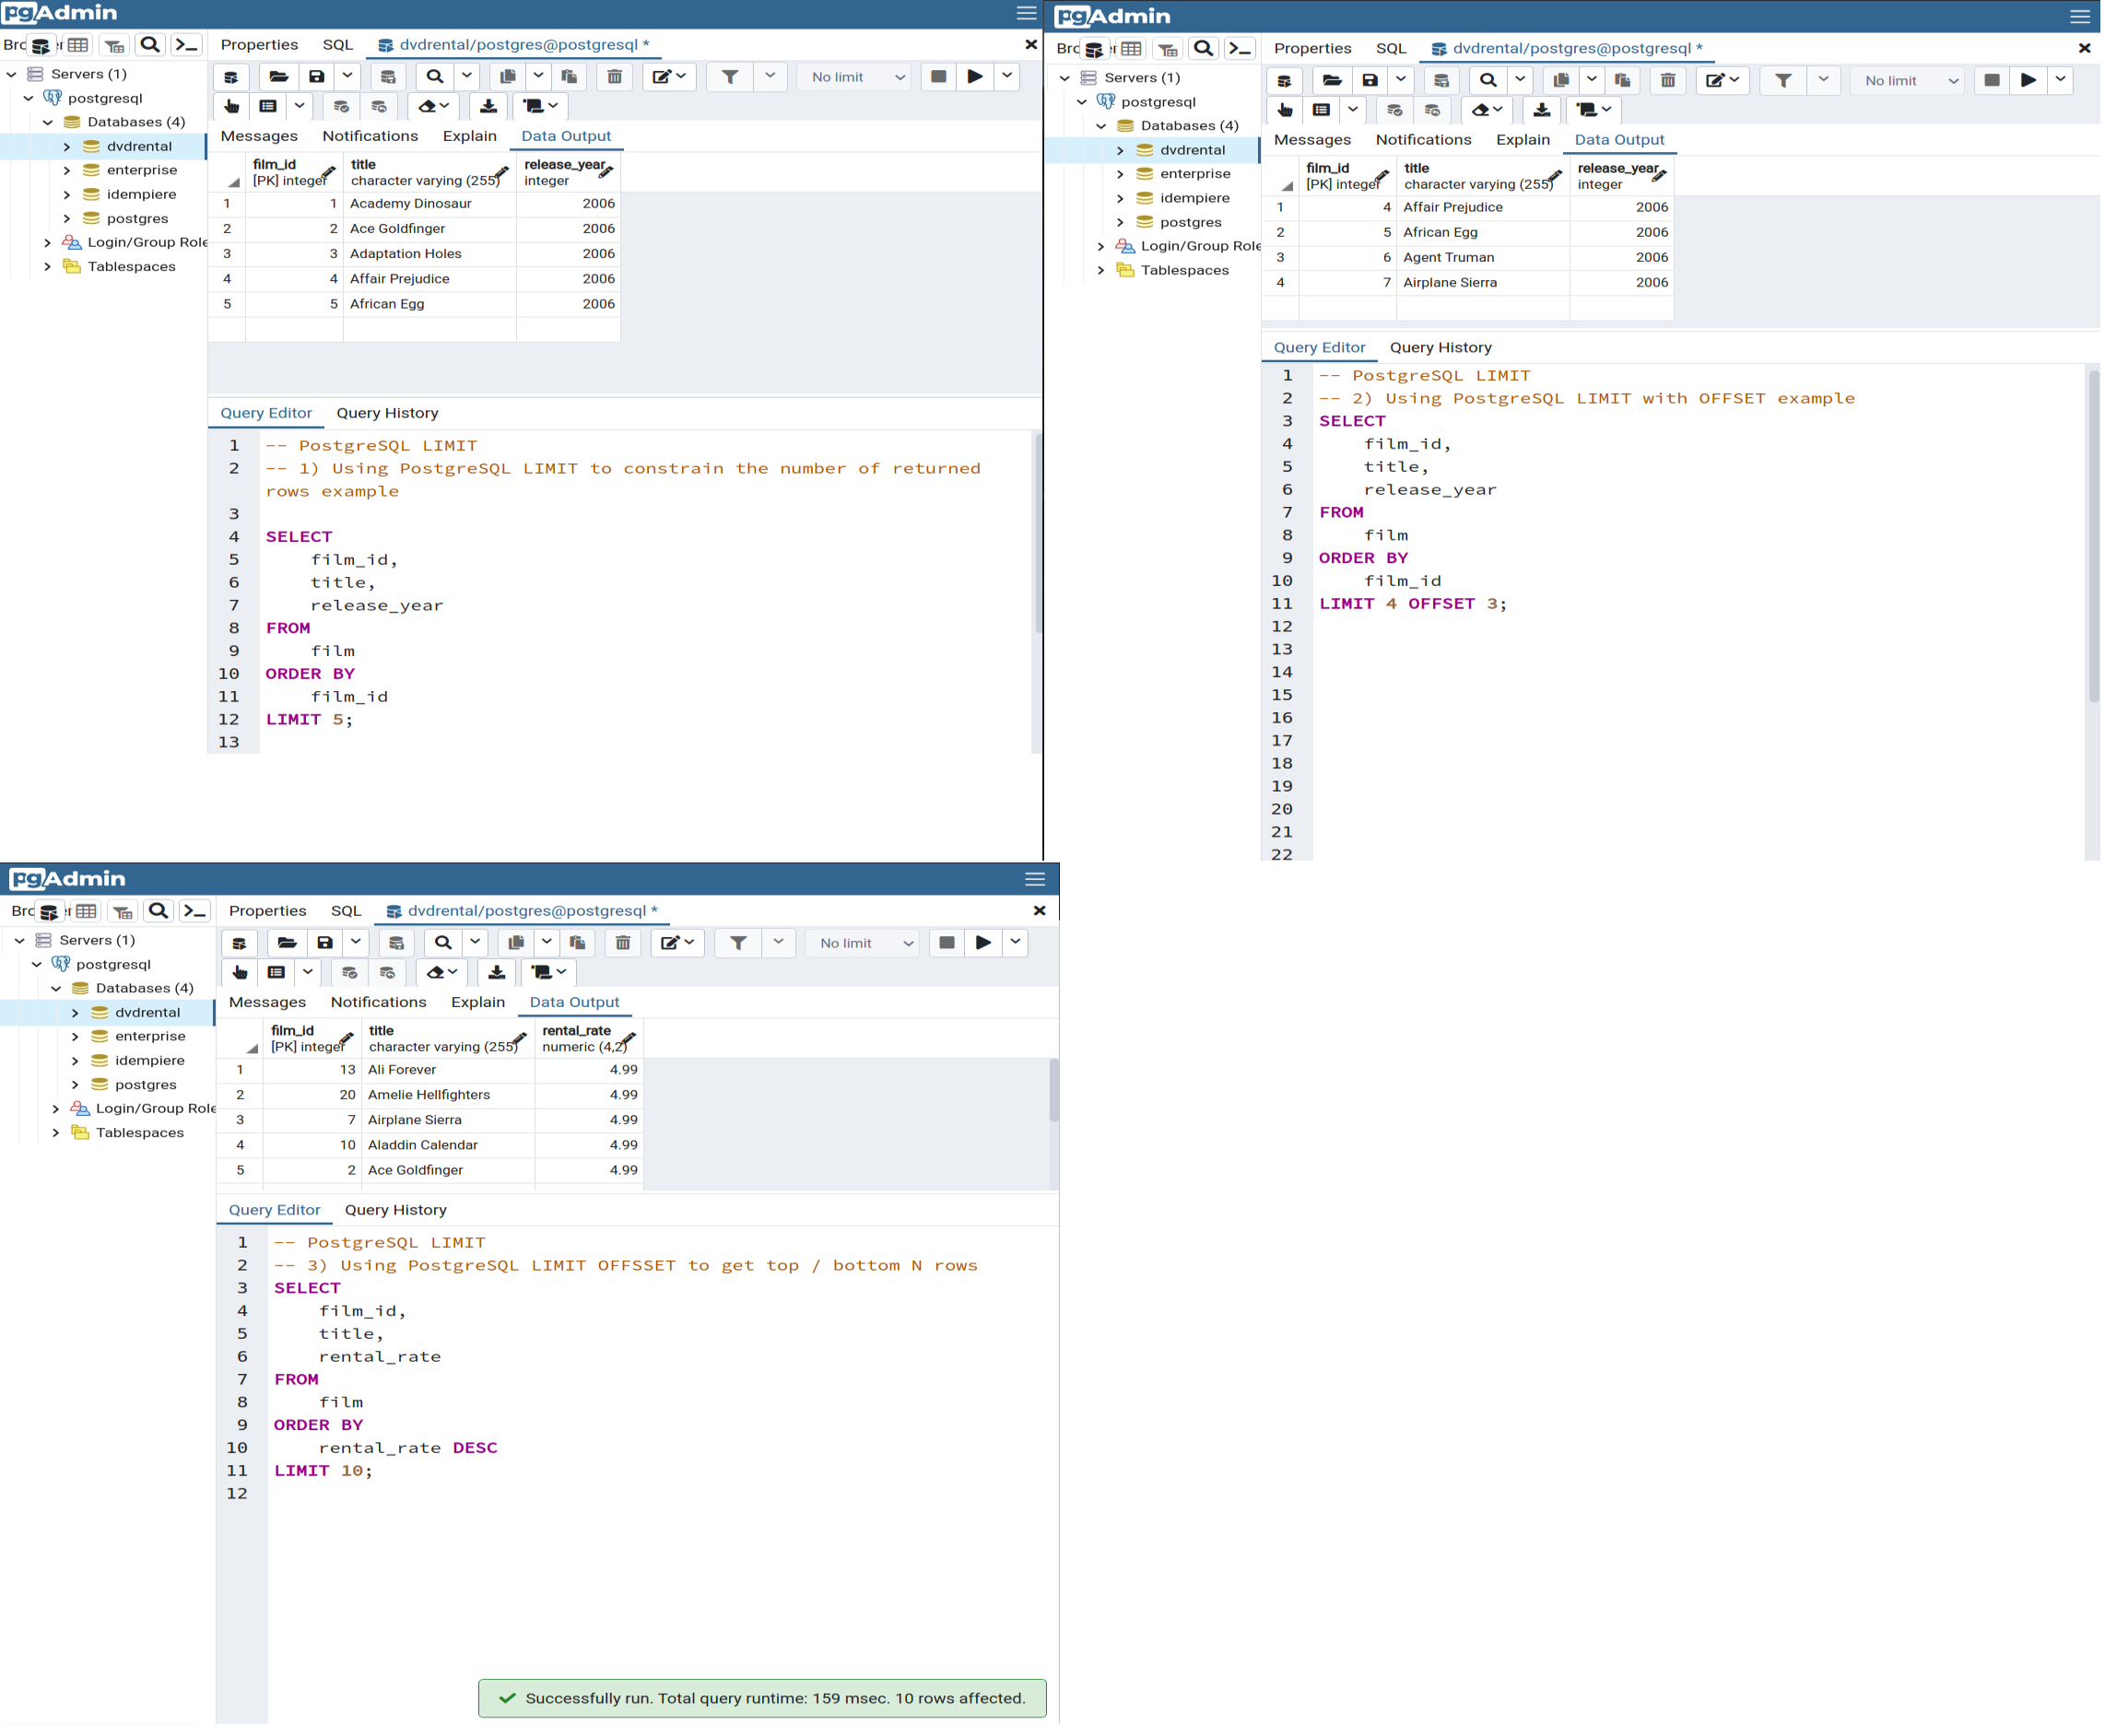 pgAdmin
Properties SQL dvdrental/postgres@postgresql *
Servers (1)
postgresql
Databases (4)
dvdrental
enterprise
idempiere
postgres
Login/Group Role
Tablespaces
No limit
Messages Notifications Explain Data Output
film_id title release_year
[PK] integer character varying (255) integer
1 1 Academy Dinosaur 2006
2 2 Ace Goldfinger 2006
3 3 Adaptation Holes 2006
4 4 Affair Prejudice 2006
5 5 African Egg 2006
Query Editor Query History
1 -- PostgreSQL LIMIT
2 -- 1) Using PostgreSQL LIMIT to constrain the number of returned
rows example
3
4 SELECT
5 film_id,
6 title,
7 release_year
8 FROM
9 film
10 ORDER BY
11 film_id
12 LIMIT 5;
13
pgAdmin
Properties SQL dvdrental/postgres@postgresql *
Servers (1)
postgresql
Databases (4)
dvdrental
enterprise
idempiere
postgres
Login/Group Role
Tablespaces
No limit
Messages Notifications Explain Data Output
film_id title release_year
[PK] integer character varying (255) integer
1 4 Affair Prejudice 2006
2 5 African Egg 2006
3 6 Agent Truman 2006
4 7 Airplane Sierra 2006
Query Editor Query History
1 -- PostgreSQL LIMIT
2 -- 2) Using PostgreSQL LIMIT with OFFSET example
3 SELECT
4 film_id,
5 title,
6 release_year
7 FROM
8 film
9 ORDER BY
10 film_id
11 LIMIT 4 OFFSET 3;
12
13
14
15
16
17
18
19
20
21
22
pgAdmin
Properties SQL dvdrental/postgres@postgresql *
Servers (1)
postgresql
Databases (4)
dvdrental
enterprise
idempiere
postgres
Login/Group Role
Tablespaces
No limit
Messages Notifications Explain Data Output
film_id title rental_rate
[PK] integer character varying (255) numeric (4,2)
1 13 Ali Forever 4.99
2 20 Amelie Hellfighters 4.99
3 7 Airplane Sierra 4.99
4 10 Aladdin Calendar 4.99
5 2 Ace Goldfinger 4.99
Query Editor Query History
1 -- PostgreSQL LIMIT
2 -- 3) Using PostgreSQL LIMIT OFFSSET to get top / bottom N rows
3 SELECT
4 film_id,
5 title,
6 rental_rate
7 FROM
8 film
9 ORDER BY
10 rental_rate DESC
11 LIMIT 10;
12
Successfully run. Total query runtime: 159 msec. 10 rows affected.